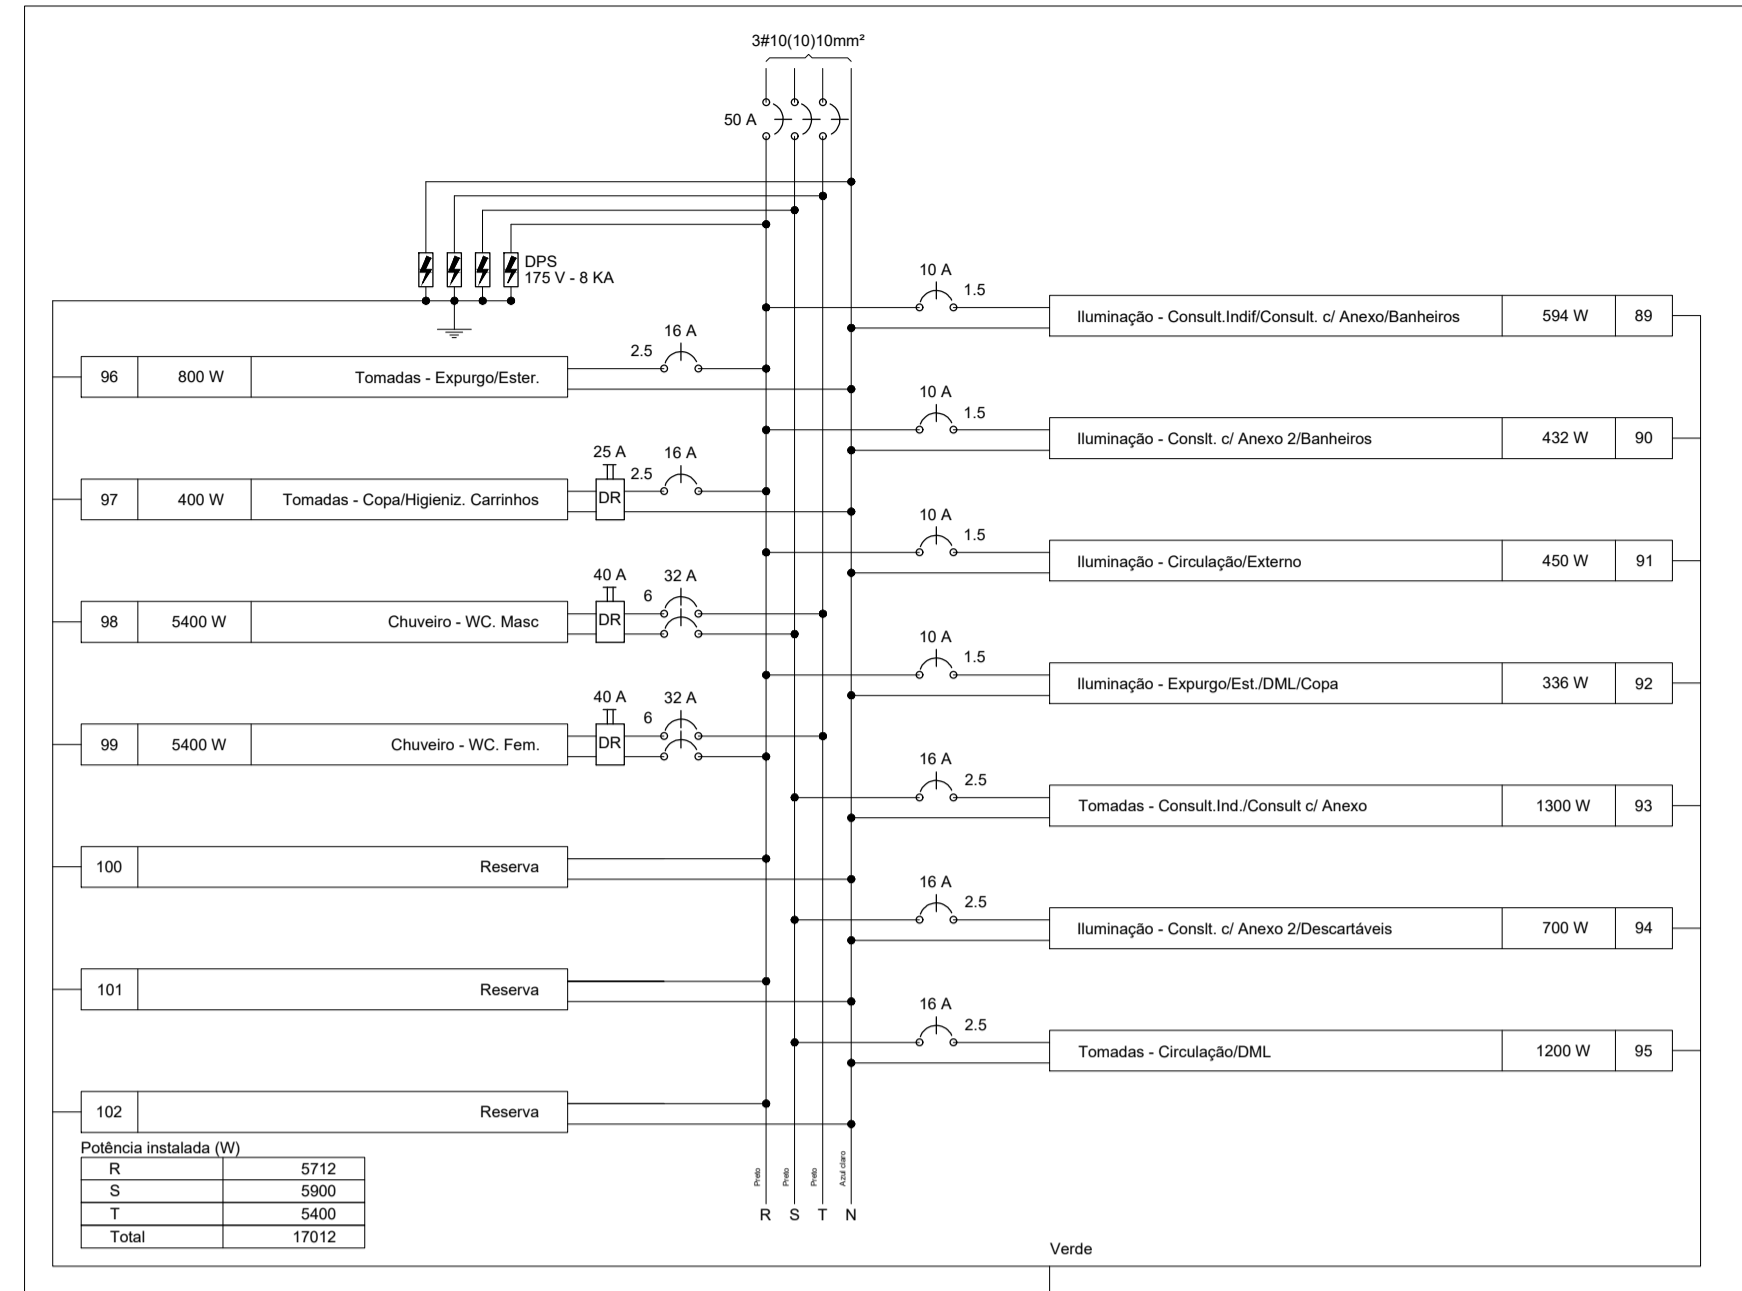 3#10(10)10mm²
50 A
DPS
175 V - 8 KA
10 A
1.5
Iluminação - Consult.Indif/Consult. c/ Anexo/Banheiros 594 W 89
16 A
2.5
96 800 W Tomadas - Expurgo/Ester.
10 A
1.5
Iluminação - Conslt. c/ Anexo 2/Banheiros 432 W 90
25 A 16 A
2.5
97 400 W Tomadas - Copa/Higieniz. Carrinhos DR
10 A
1.5
Iluminação - Circulação/Externo 450 W 91
40 A 32 A
6
98 5400 W Chuveiro - WC. Masc DR
10 A
1.5
Iluminação - Expurgo/Est./DML/Copa 336 W 92
40 A 32 A
6
99 5400 W Chuveiro - WC. Fem. DR
16 A
2.5
Tomadas - Consult.Ind./Consult c/ Anexo 1300 W 93
100 Reserva
16 A
2.5
Iluminação - Conslt. c/ Anexo 2/Descartáveis 700 W 94
101 Reserva
16 A
2.5
Tomadas - Circulação/DML 1200 W 95
102 Reserva
Potência instalada (W)
R 5712
S 5900
T 5400
Total 17012
Preto Preto Preto Azul claro
R S T N
Verde